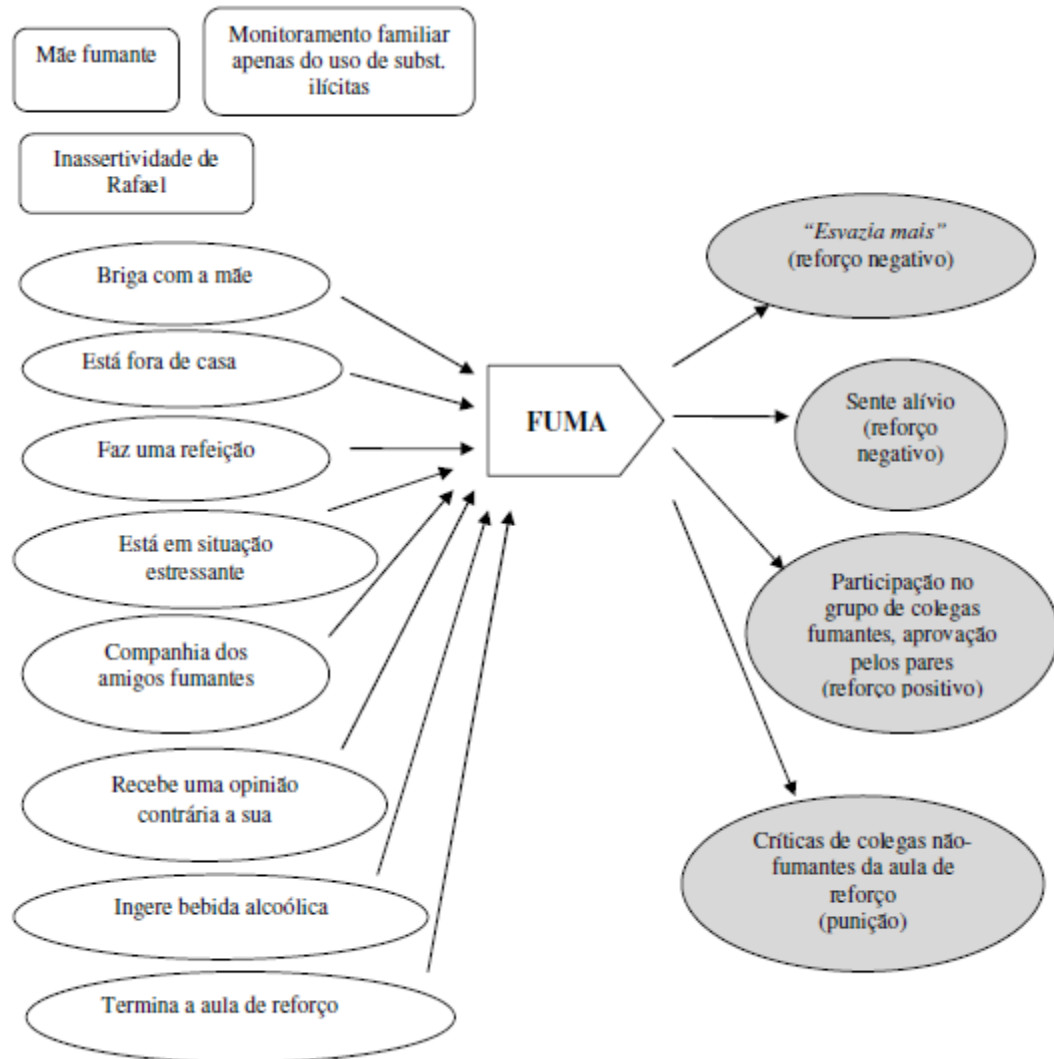 Mãe fumante
Monitoramento familiar
apenas do uso de subst.
ilícitas
Inassertividade de
Rafael
Briga com a mãe
Está fora de casa
Faz uma refeição
Está em situação
estressante
Companhia dos
amigos fumantes
Recebe uma opinião
contrária a sua
Ingere bebida alcoólica
Termina a aula de reforço
FUMA
“Esvazia mais”
(reforço negativo)
Sente alívio
(reforço
negativo)
Participação no
grupo de colegas
fumantes, aprovação
pelos pares
(reforço positivo)
Críticas de colegas não-
fumantes da aula de
reforço
(punição)